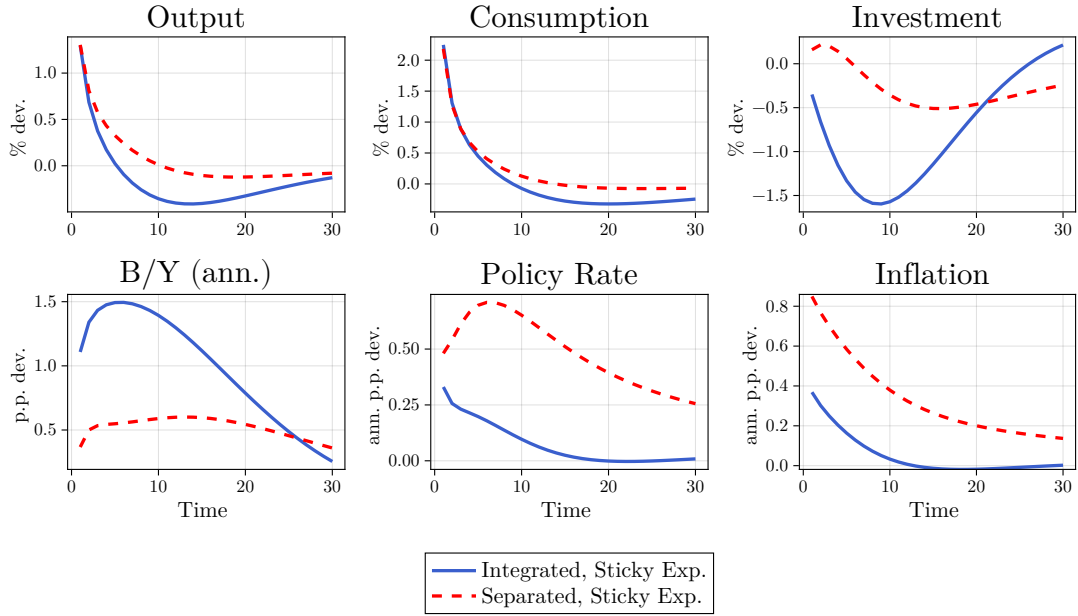 Output
% dev.
1.0
0.5
0.0
0
10
20
30
Consumption
% dev.
2.0
1.5
1.0
0.5
0.0
0
10
20
30
Investment
% dev.
0.0
−0.5
−1.0
−1.5
0
10
20
30
B/Y (ann.)
p.p. dev.
1.5
1.0
0.5
0
10
20
30
Time
Policy Rate
ann. p.p. dev.
0.50
0.25
0.00
0
10
20
30
Time
Inflation
ann. p.p. dev.
0.8
0.6
0.4
0.2
0.0
0
10
20
30
Time
Integrated, Sticky Exp.
Separated, Sticky Exp.